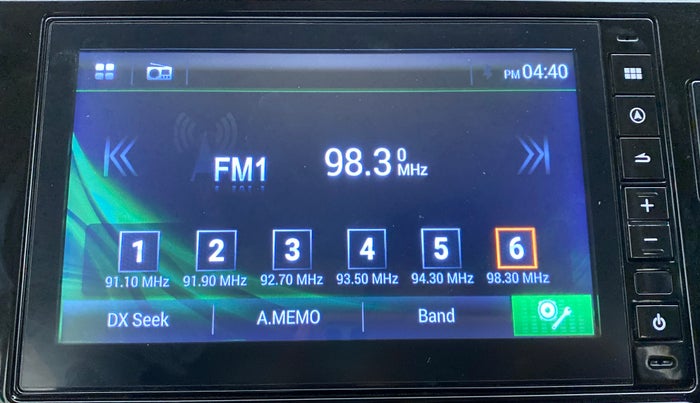 PM 04:40
FM1 98.3 0 MHz
1 2 3 4 5 6
91.10 MHz 91.90 MHz 92.70 MHz 93.50 MHz 94.30 MHz 98.30 MHz
DX Seek A.MEMO Band